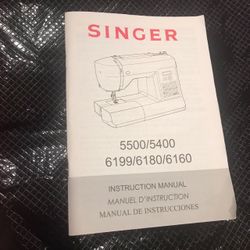 SINGER
5500/5400
6199/6180/6160
INSTRUCTION MANUAL
MANUEL D'INSTRUCTION
MANUAL DE INSTRUCCIONES